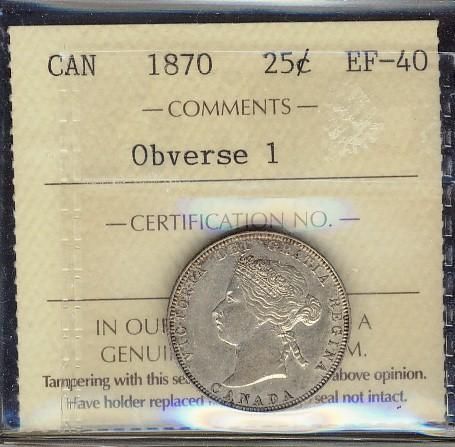 CAN 1870 25¢ EF-40
— COMMENTS —
Obverse 1
— CERTIFICATION NO. —
IN OUR A
GENUI M.
Tampering with this sea above opinion.
Have holder replaced seal not intact.
VICTORIA DEI GRATIA REGINA
CANADA